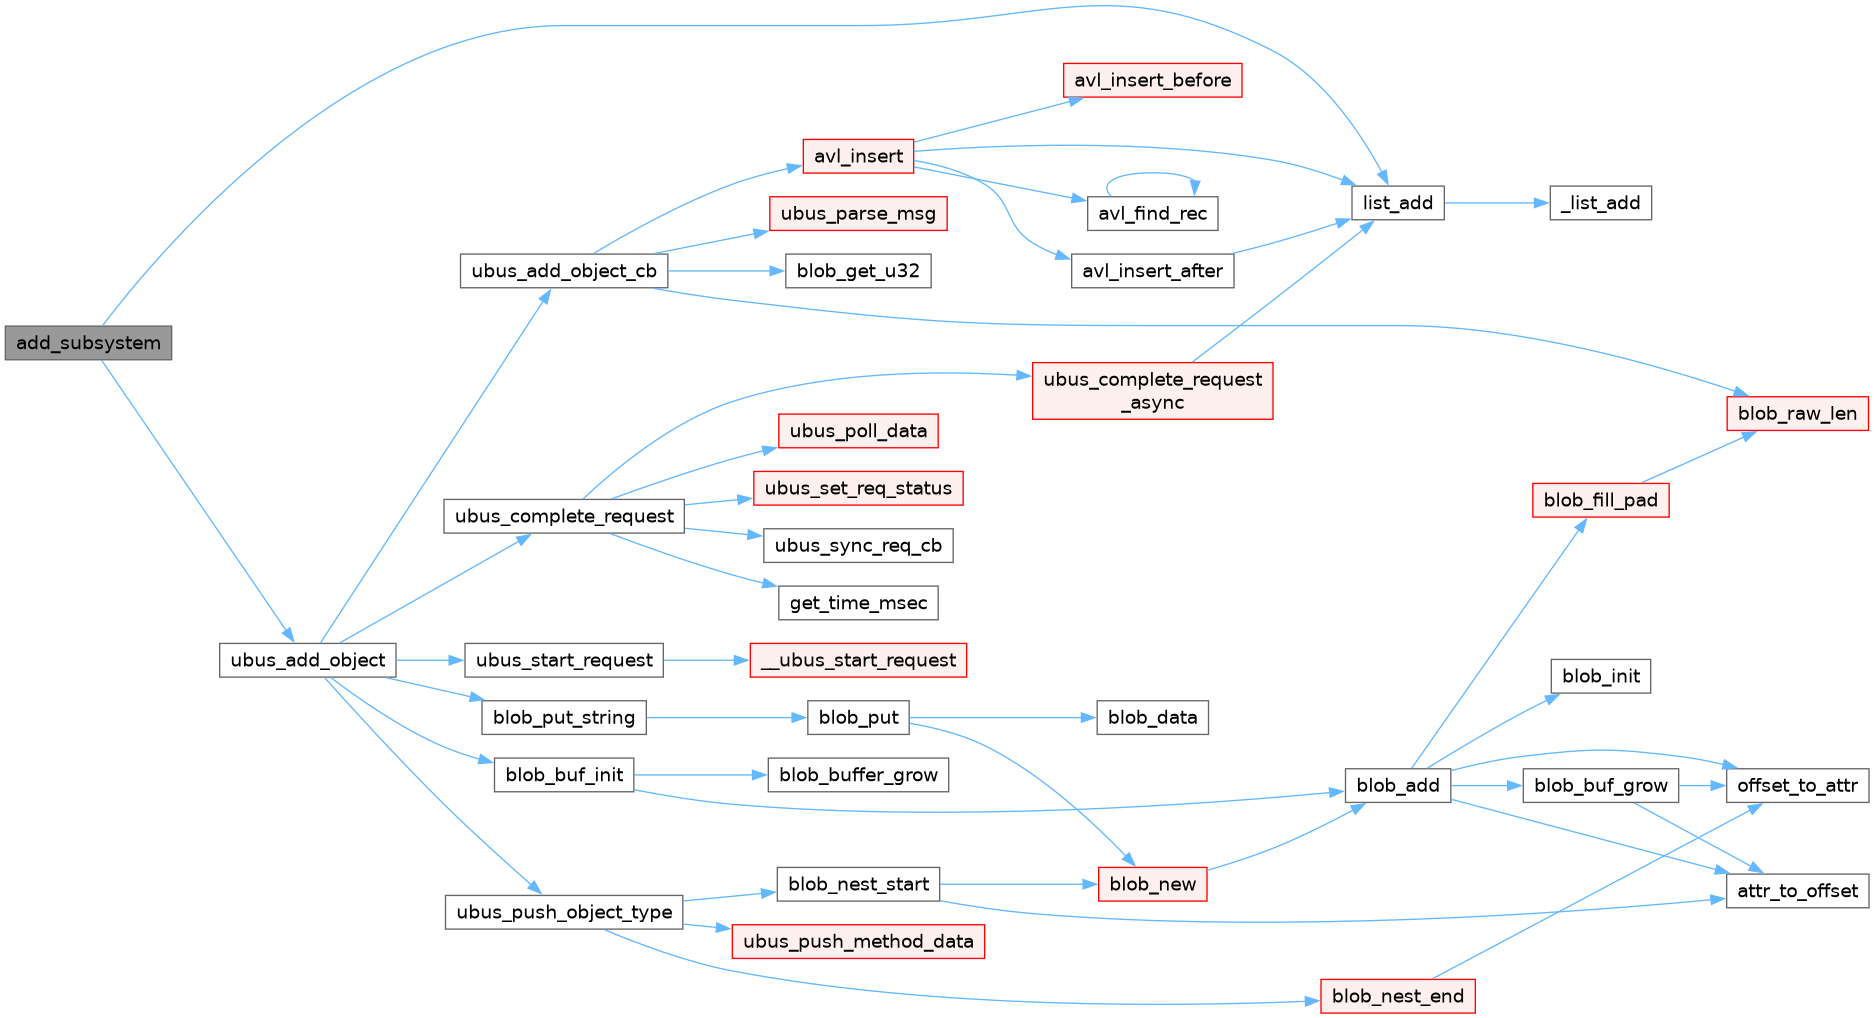 avl_insert_before
avl_insert
list_add
_list_add
avl_find_rec
ubus_parse_msg
ubus_add_object_cb
blob_get_u32
avl_insert_after
add_subsystem
ubus_complete_request
_async
blob_raw_len
ubus_poll_data
ubus_set_req_status
blob_fill_pad
ubus_complete_request
ubus_sync_req_cb
get_time_msec
ubus_add_object
ubus_start_request
__ubus_start_request
blob_init
blob_put_string
blob_put
blob_data
blob_buf_init
blob_buffer_grow
blob_add
blob_buf_grow
offset_to_attr
blob_nest_start
blob_new
attr_to_offset
ubus_push_object_type
ubus_push_method_data
blob_nest_end